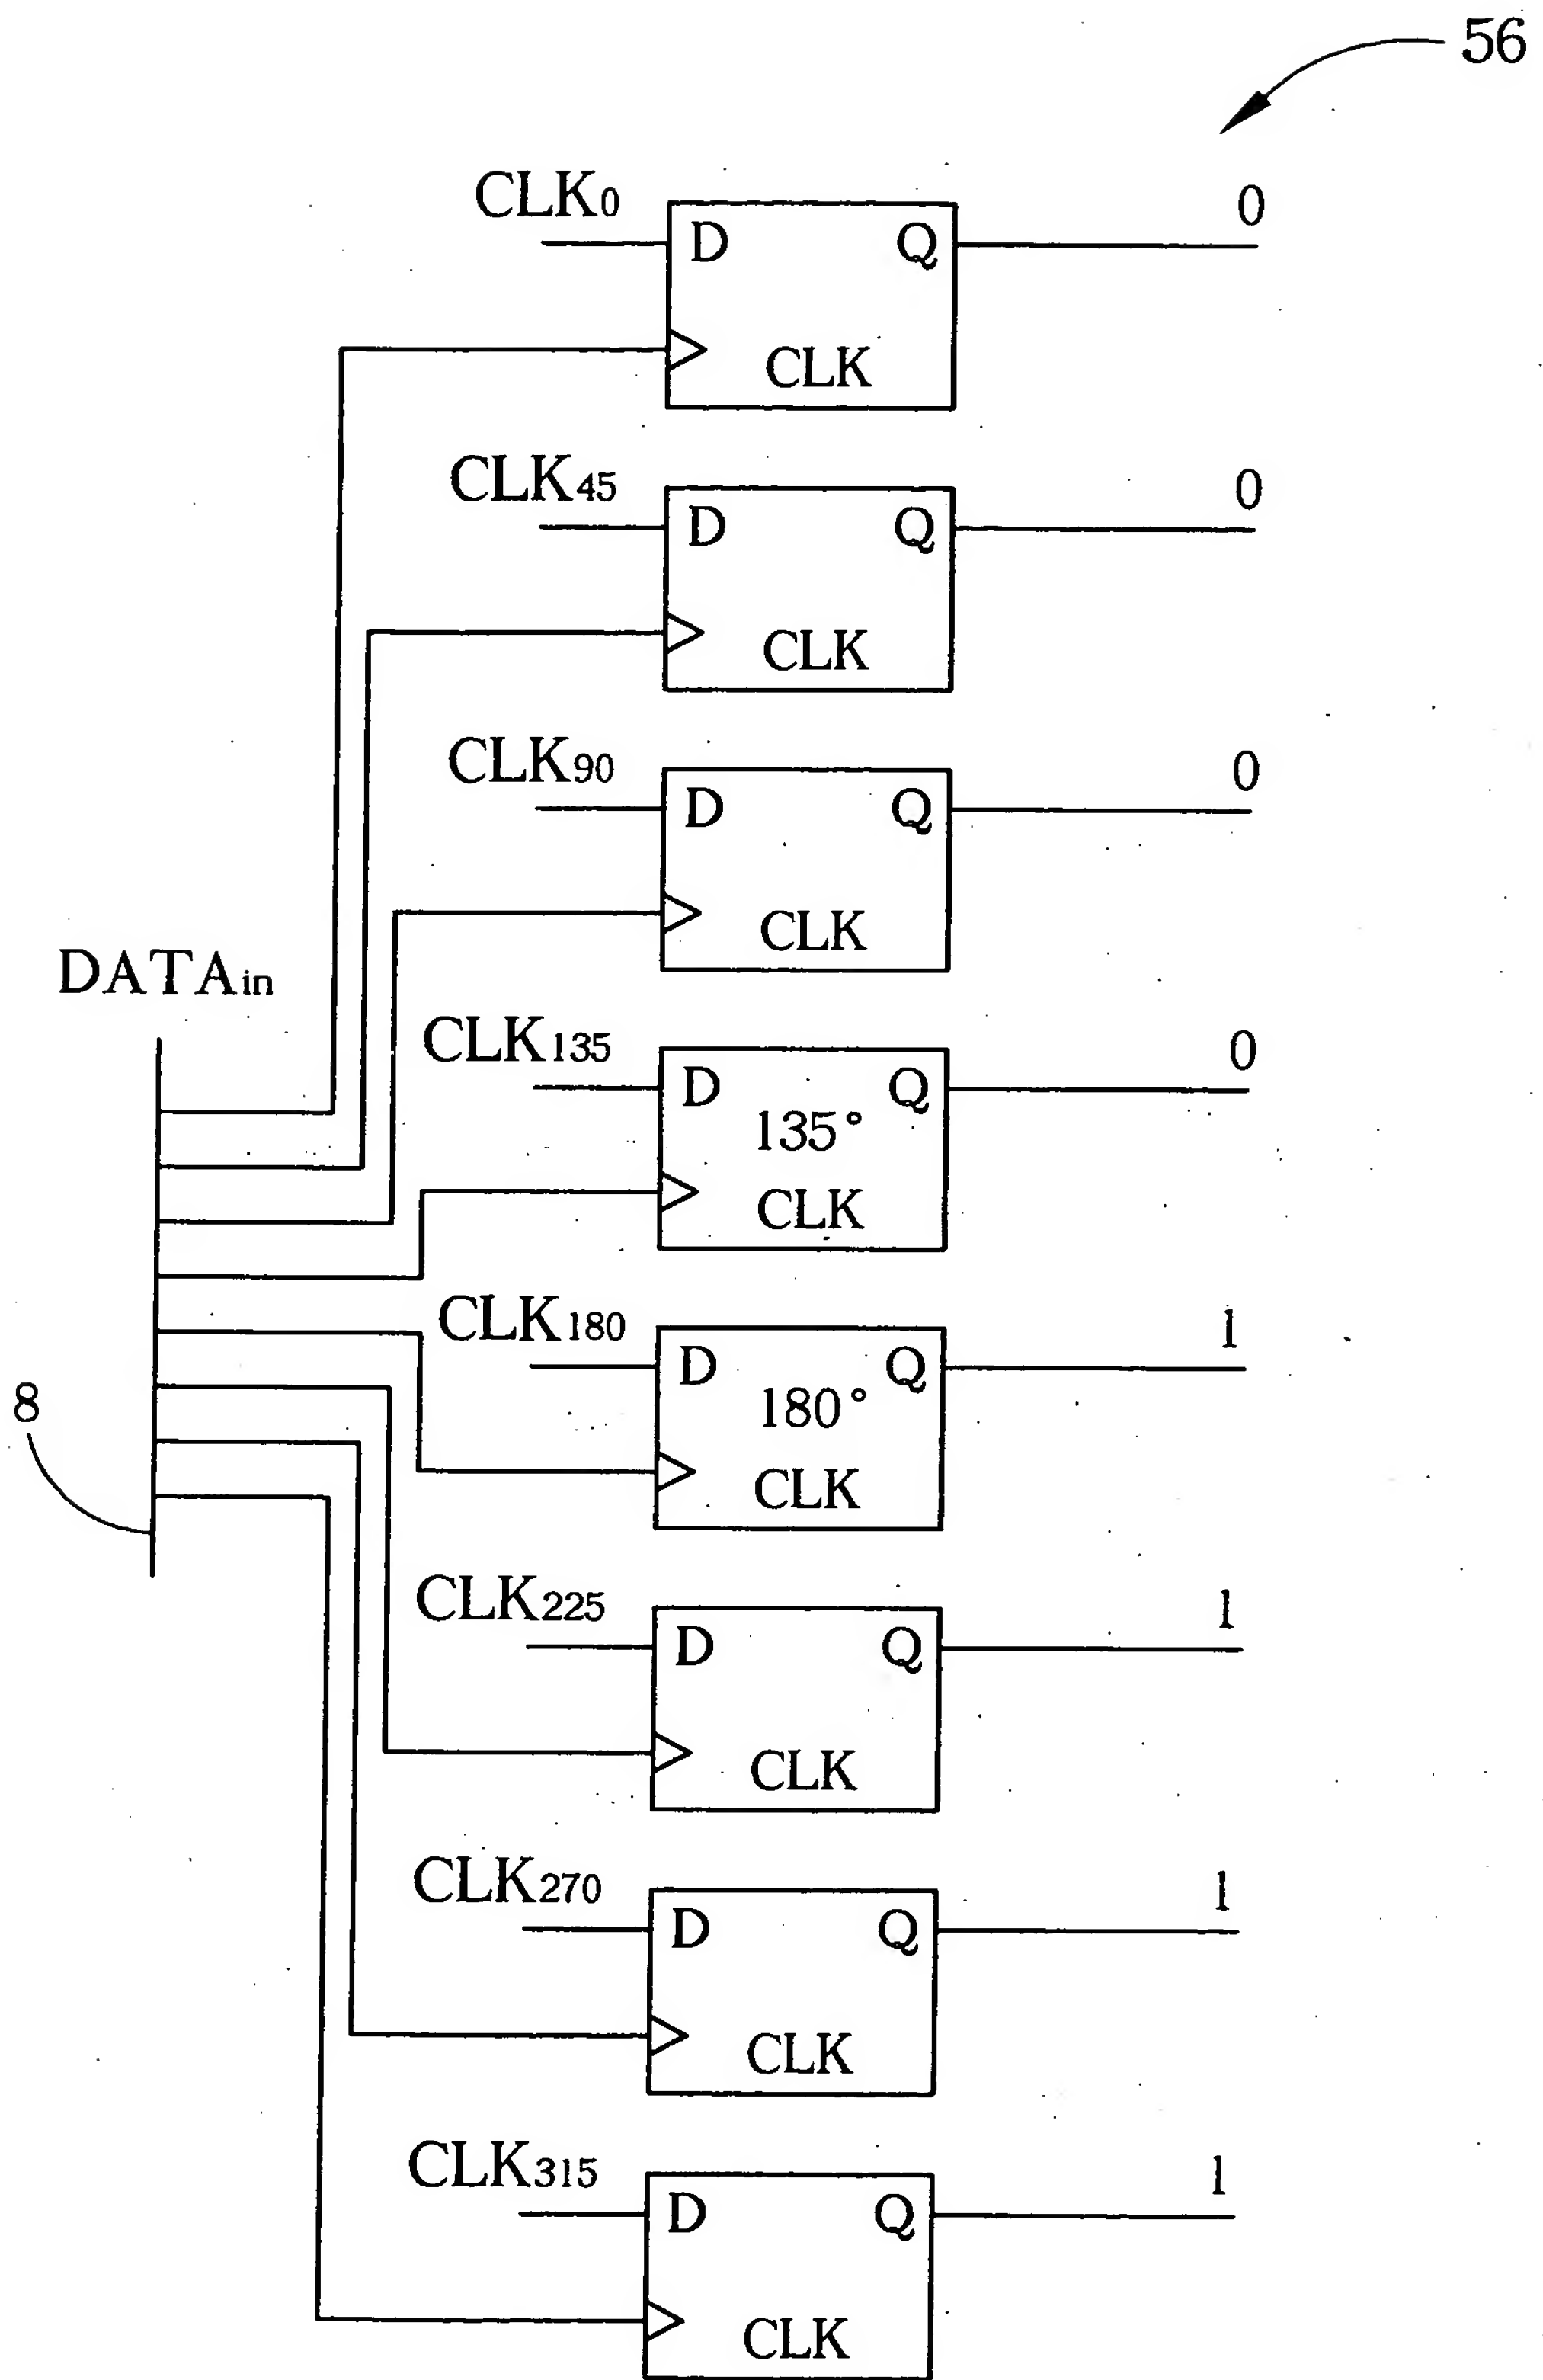 56
CLK0
0
D Q
CLK
CLK45
0
D Q
CLK
CLK90
0
D Q
CLK
DATAin
CLK135
0
D Q
135°
CLK
CLK180
1
D Q
180°
CLK
8
CLK225
1
D Q
CLK
CLK270
1
D Q
CLK
CLK315
1
D Q
CLK